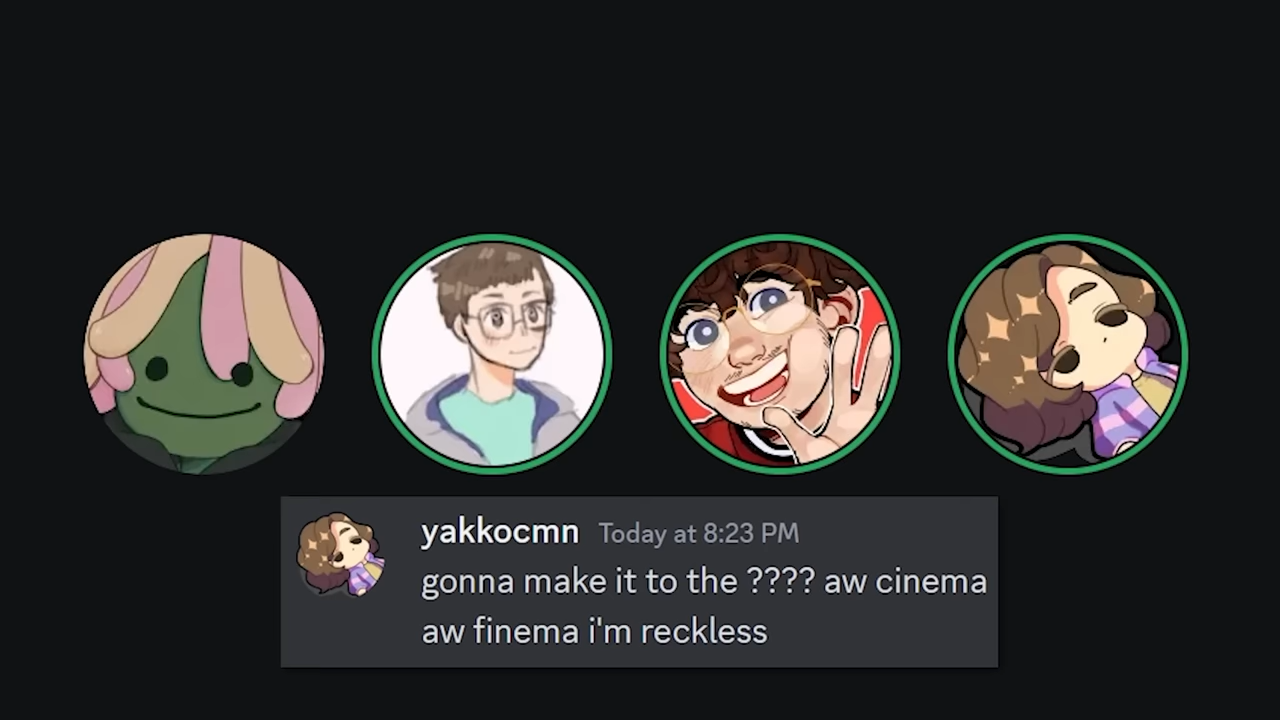 yakkocmn Today at 8:23 PM
gonna make it to the ???? aw cinema
aw finema i'm reckless